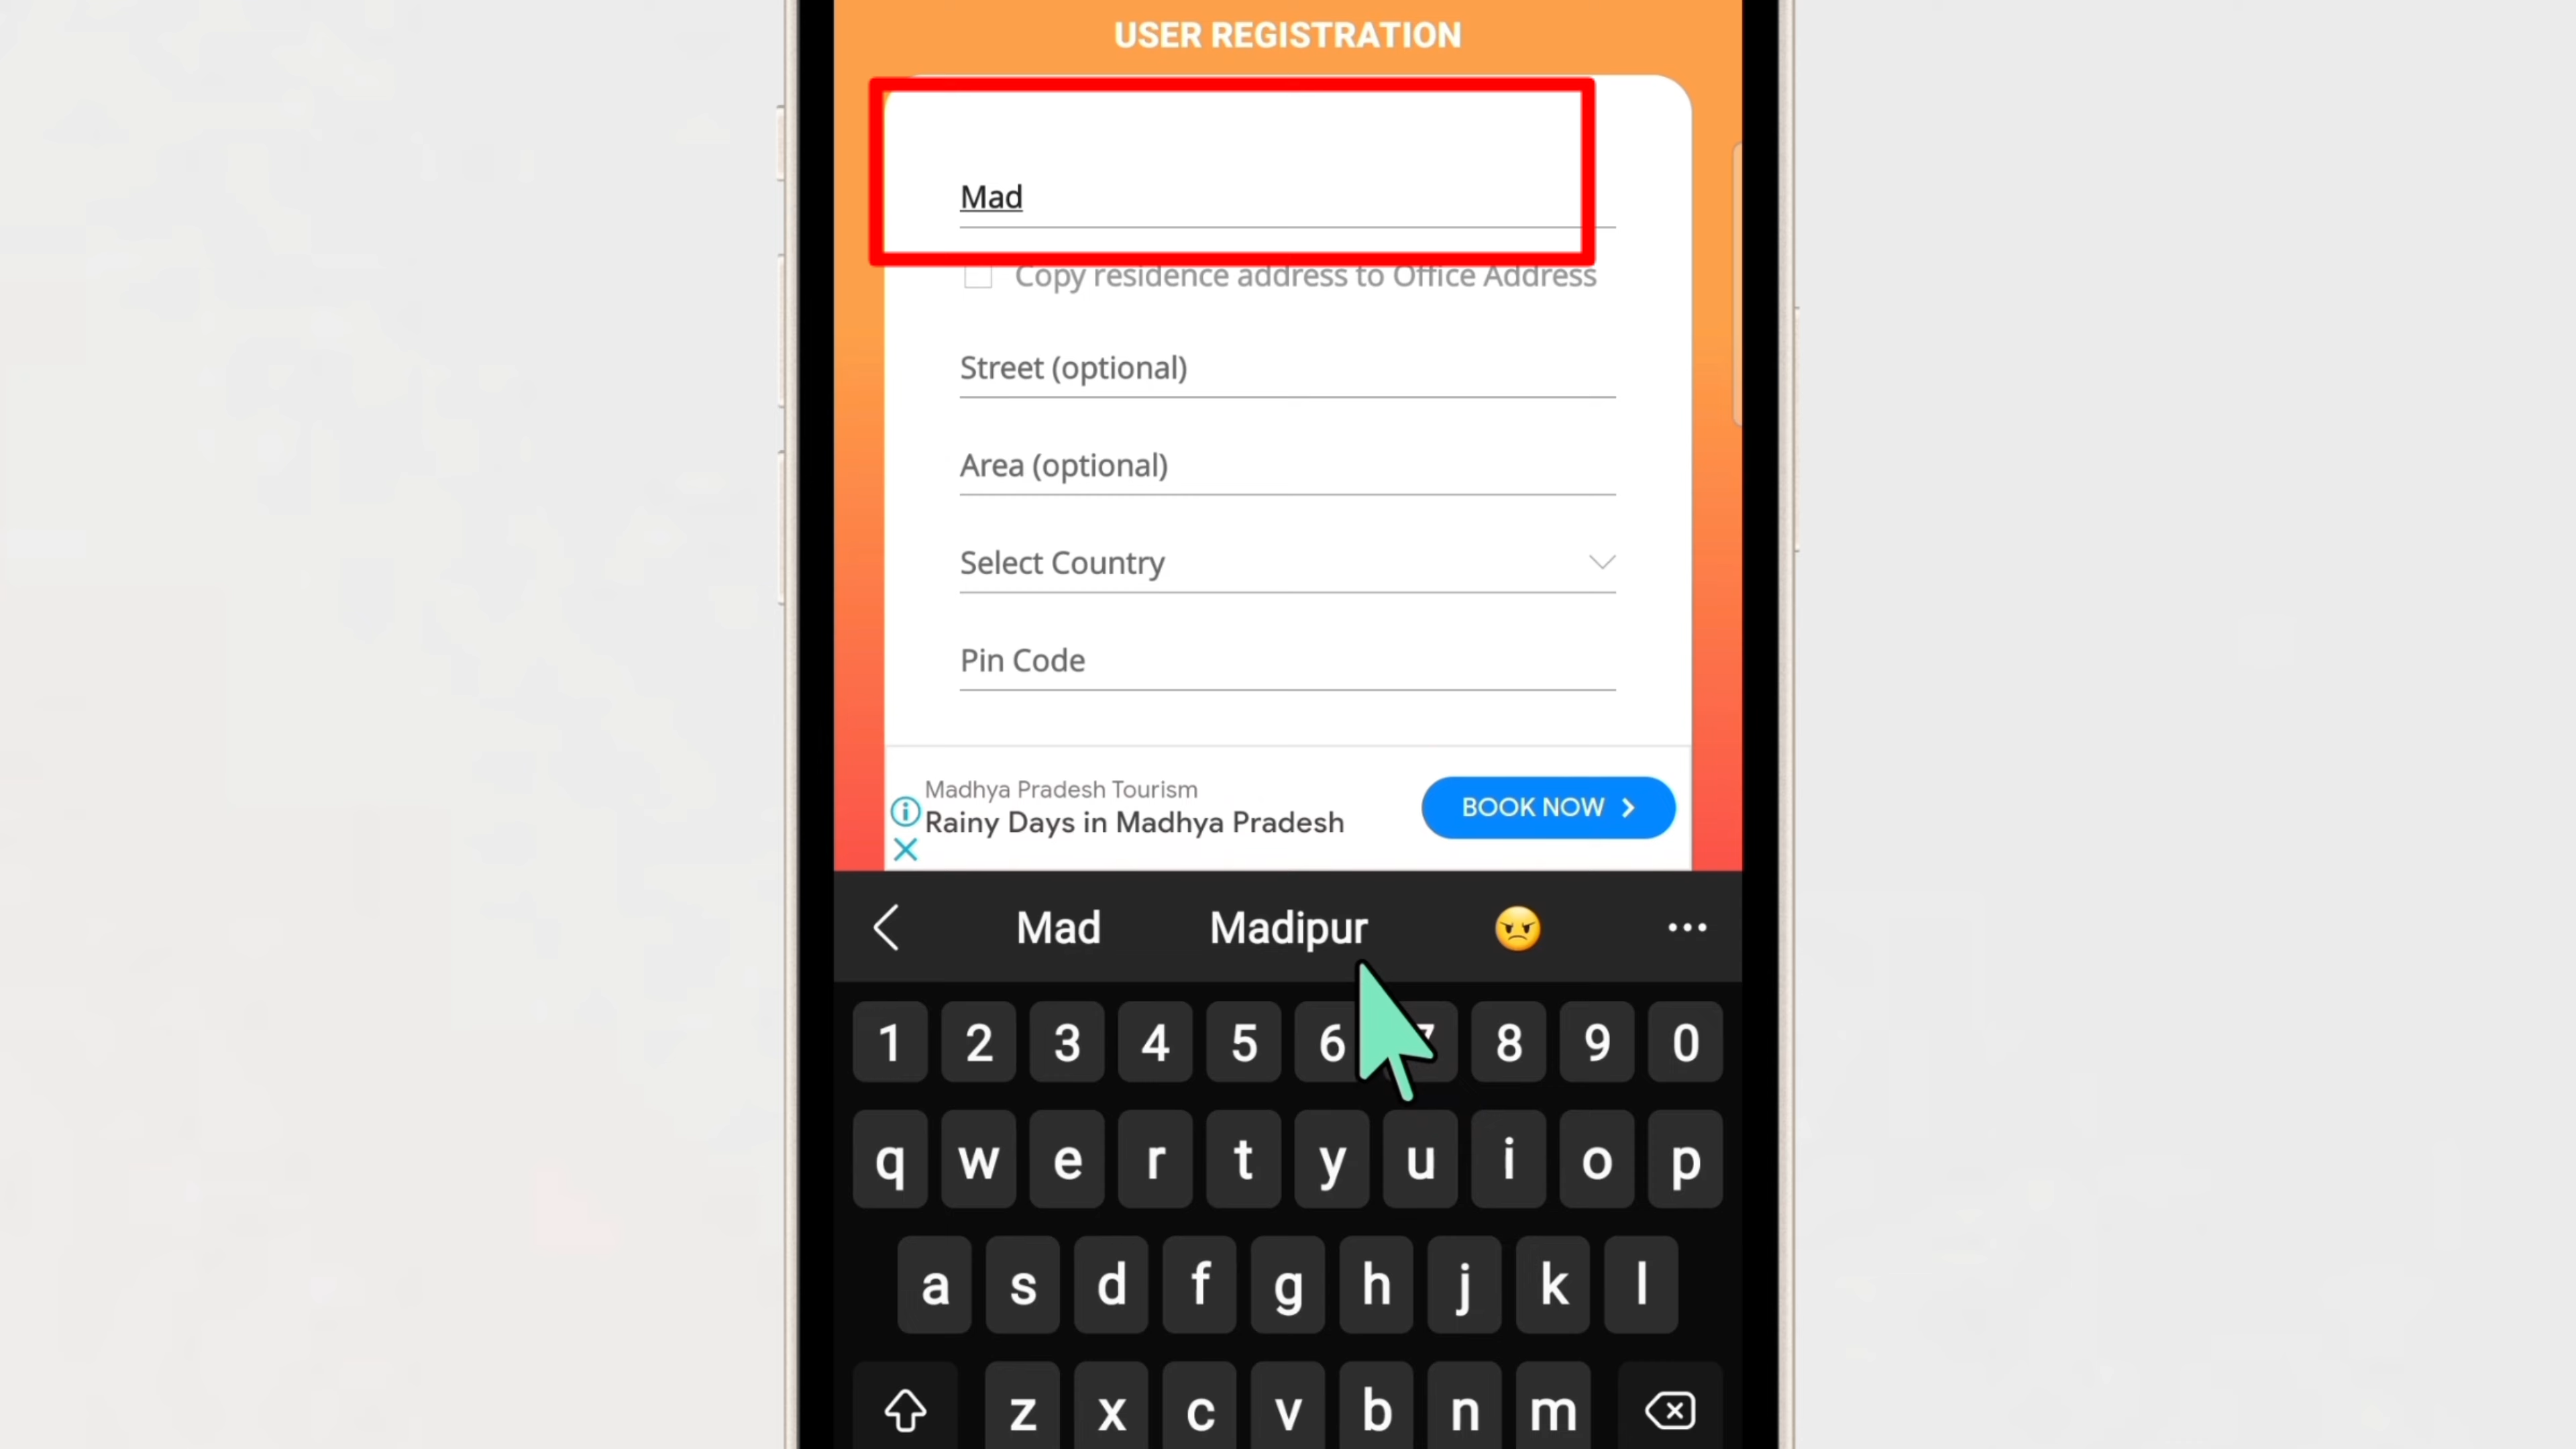 USER REGISTRATION
Mad
Copy residence address to Office Address
Street (optional)
Area (optional)
Select Country
Pin Code
Madhya Pradesh Tourism
Rainy Days in Madhya Pradesh
BOOK NOW
Mad Madipur
1 2 3 4 5 6 7 8 9 0
q w e r t y u i o p
a s d f g h j k l
z x c v b n m